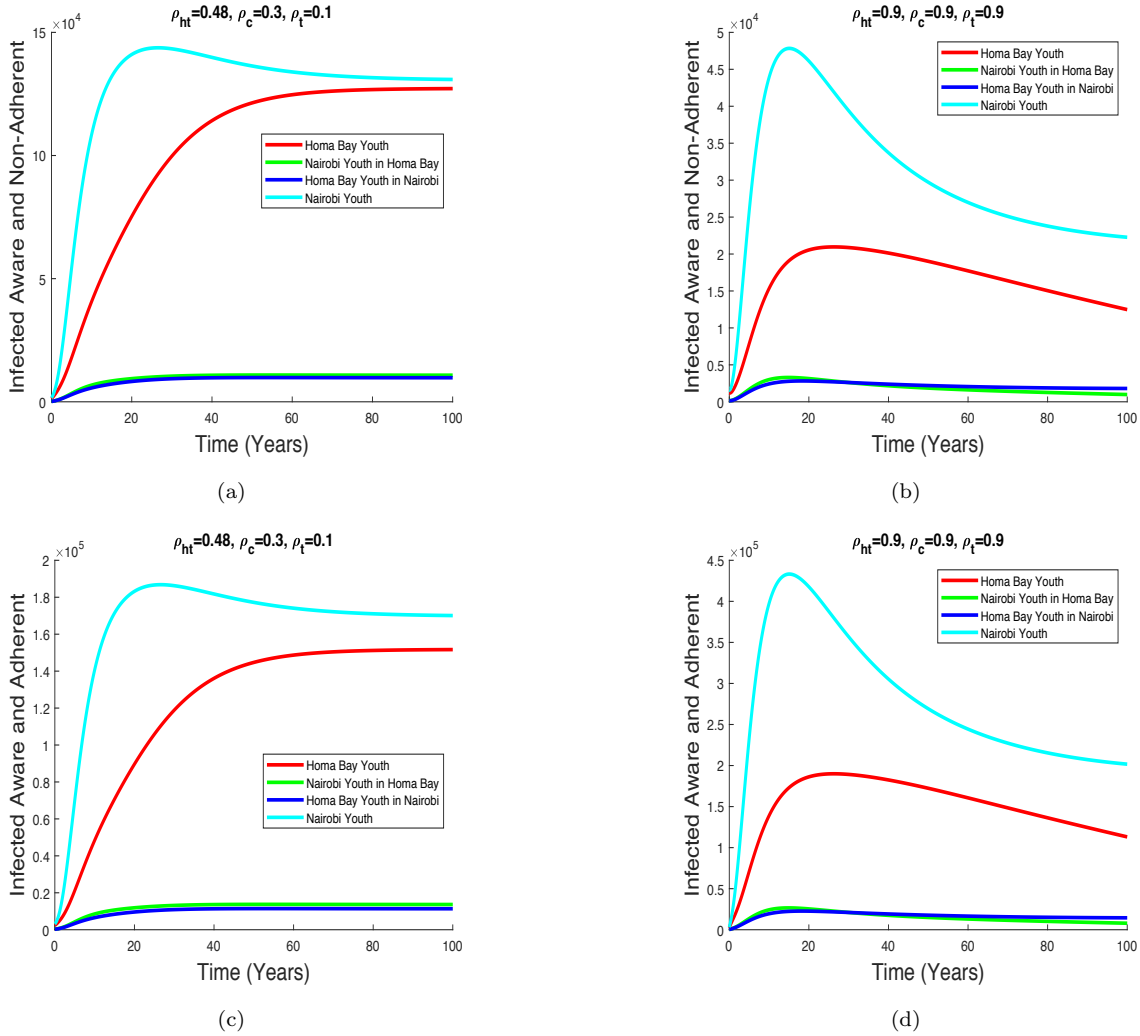 ρht=0.48, ρc=0.3, ρt=0.1
×10^4
15
10
5
0
0 20 40 60 80 100
Infected Aware and Non-Adherent
Time (Years)
Homa Bay Youth
Nairobi Youth in Homa Bay
Homa Bay Youth in Nairobi
Nairobi Youth
(a)
ρht=0.9, ρc=0.9, ρt=0.9
×10^4
5
4.5
4
3.5
3
2.5
2
1.5
1
0.5
0
0 20 40 60 80 100
Infected Aware and Non-Adherent
Time (Years)
Homa Bay Youth
Nairobi Youth in Homa Bay
Homa Bay Youth in Nairobi
Nairobi Youth
(b)
ρht=0.48, ρc=0.3, ρt=0.1
×10^5
2
1.8
1.6
1.4
1.2
1
0.8
0.6
0.4
0.2
0
0 20 40 60 80 100
Infected Aware and Adherent
Time (Years)
Homa Bay Youth
Nairobi Youth in Homa Bay
Homa Bay Youth in Nairobi
Nairobi Youth
(c)
ρht=0.9, ρc=0.9, ρt=0.9
×10^5
4.5
4
3.5
3
2.5
2
1.5
1
0.5
0
0 20 40 60 80 100
Infected Aware and Adherent
Time (Years)
Homa Bay Youth
Nairobi Youth in Homa Bay
Homa Bay Youth in Nairobi
Nairobi Youth
(d)